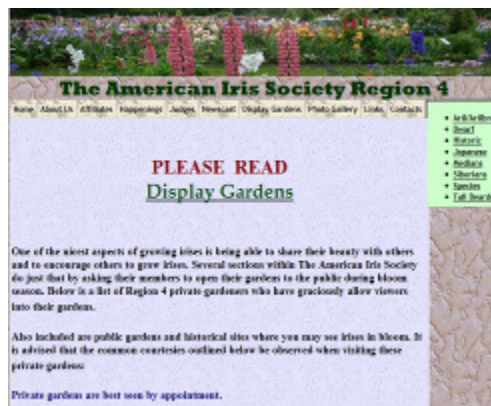 The American Iris Society Region 4
Home About Us Affiliates Happenings Judges Newscast Display Gardens Photo Gallery Links Contacts
Dwarf
Historic
Japanese
Medians
Siberians
Species
Tall Beard
PLEASE READ
Display Gardens
One of the nicest aspects of growing irises is being able to share their beauty with others
and to encourage others to grow irises. Several sections within The American Iris Society
do just that by asking their members to open their gardens to the public during bloom
season. Below is a list of Region 4 private gardeners who have graciously allow viewers
into their gardens.
Also included are public gardens and historical sites where you may see irises in bloom. It
is advised that the common courtesies outlined below be observed when visiting these
private gardens:
Private gardens are best seen by appointment.